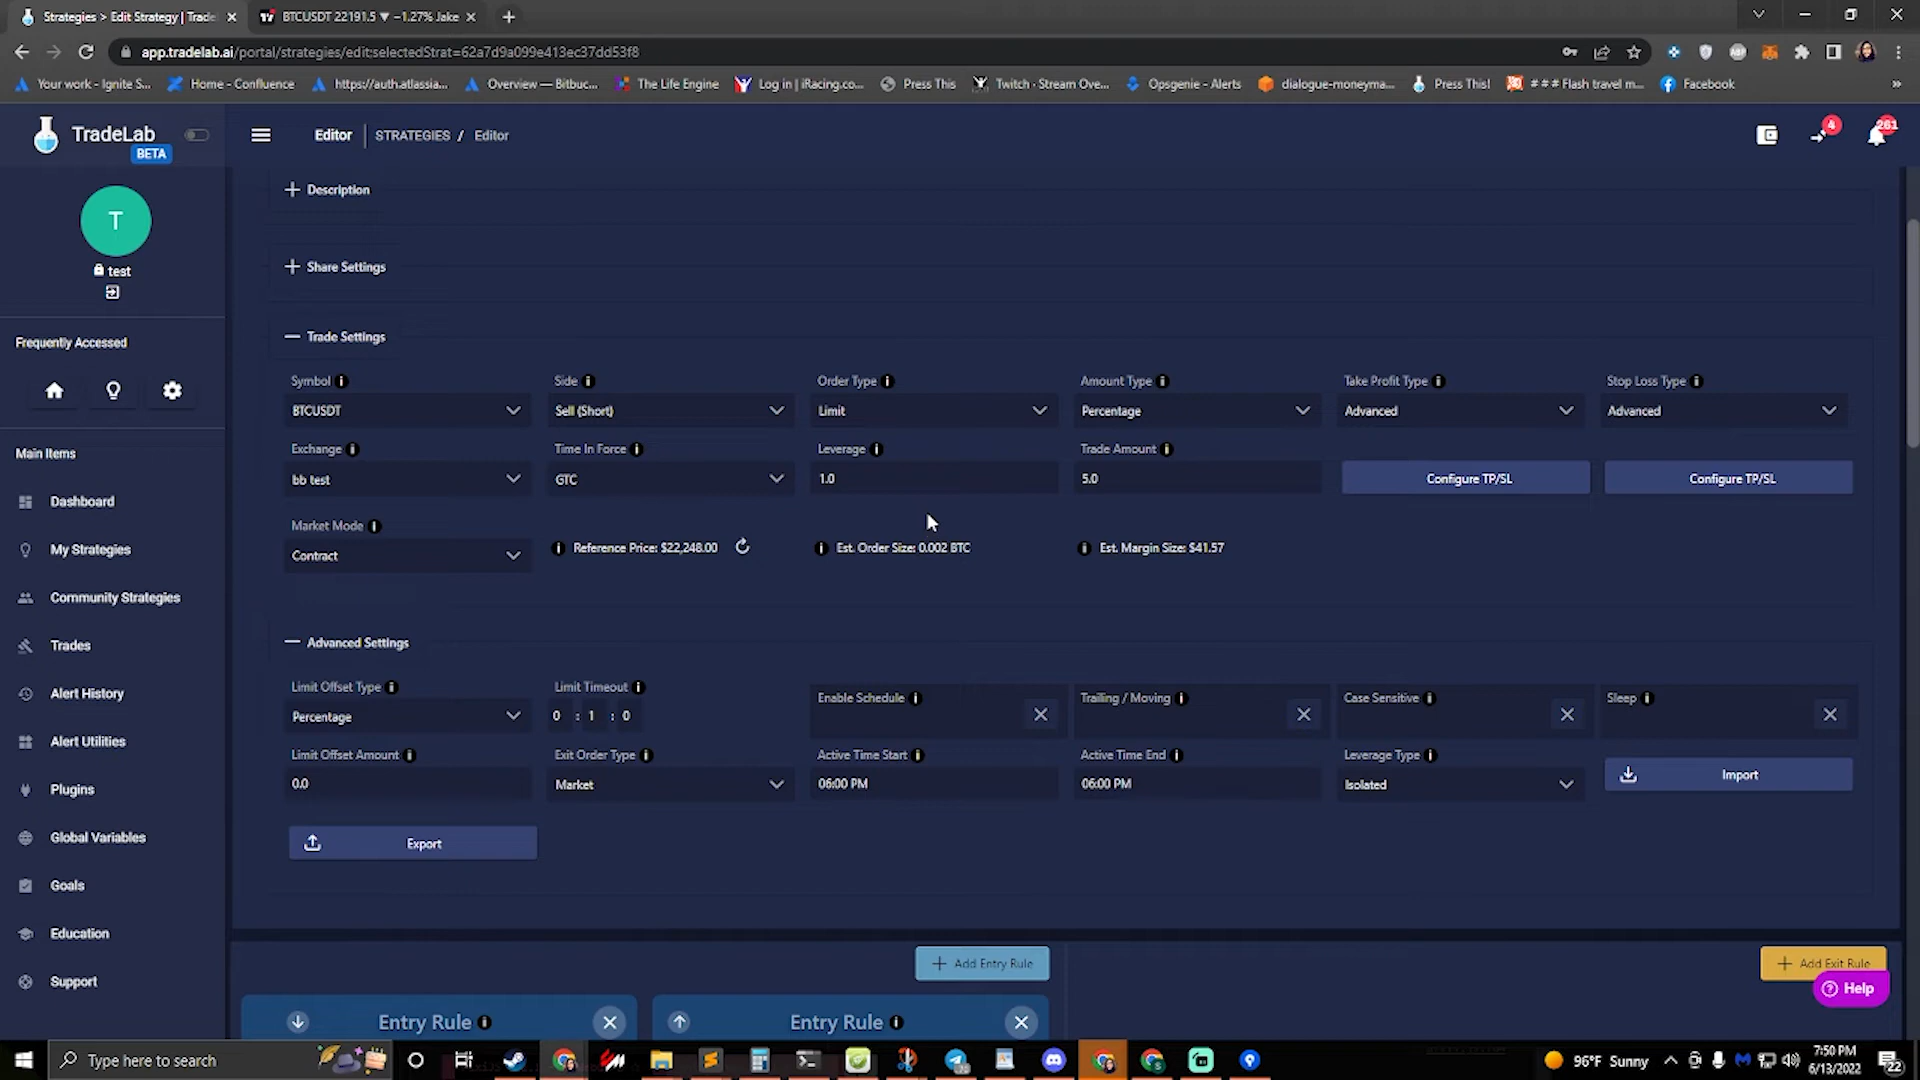 Strategies > Edit Strategy | Trade
BTCUSDT 22191.5 ▼ −1.27% Jake
app.tradelab.ai/portal/strategies/edit;selectedStrat=62a7d9a099e413ec37dd53f8
Your work - Ignite S...
Home - Confluence
https://auth.atlassia...
Overview — Bitbuc...
The Life Engine
Log in | iRacing.co...
Press This
Twitch - Stream Ove...
Opsgenie - Alerts
dialogue-moneyma...
Press This!
# # # Flash travel m...
Facebook
»
TradeLab
BETA
Editor
STRATEGIES / Editor
4
261
T
test
Frequently Accessed
Main Items
Dashboard
My Strategies
Community Strategies
Trades
Alert History
Alert Utilities
Plugins
Global Variables
Goals
Education
Support
Description
Share Settings
Trade Settings
Symbol
Side
Order Type
Amount Type
Take Profit Type
Stop Loss Type
BTCUSDT
Sell (Short)
Limit
Percentage
Advanced
Advanced
Exchange
Time In Force
Leverage
Trade Amount
bb test
GTC
1.0
5.0
Configure TP/SL
Configure TP/SL
Market Mode
Contract
Reference Price: $22,248.00
Est. Order Size: 0.002 BTC
Est. Margin Size: $41.57
Advanced Settings
Limit Offset Type
Limit Timeout
Enable Schedule
Trailing / Moving
Case Sensitive
Sleep
Percentage
0 : 1 : 0
Limit Offset Amount
Exit Order Type
Active Time Start
Active Time End
Leverage Type
0.0
Market
06:00 PM
06:00 PM
Isolated
Import
Export
Add Entry Rule
Add Exit Rule
Help
Entry Rule
Entry Rule
Type here to search
96°F Sunny
7:50 PM
6/13/2022
22